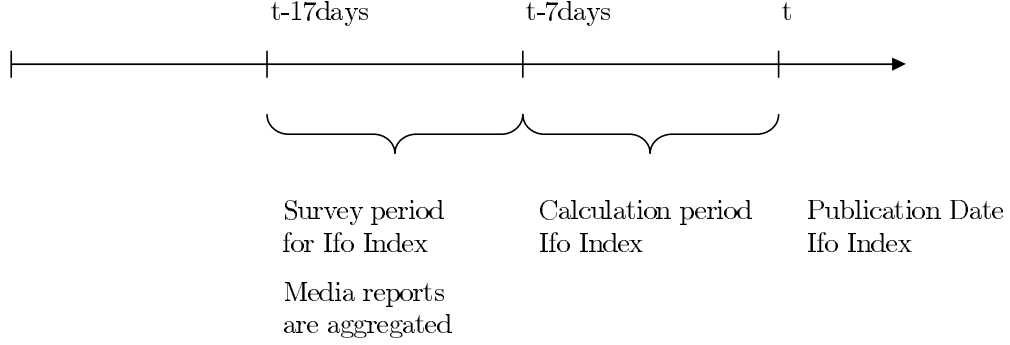 t-17days
t-7days
t
Survey period
for Ifo Index
Media reports
are aggregated
Calculation period
Ifo Index
Publication Date
Ifo Index